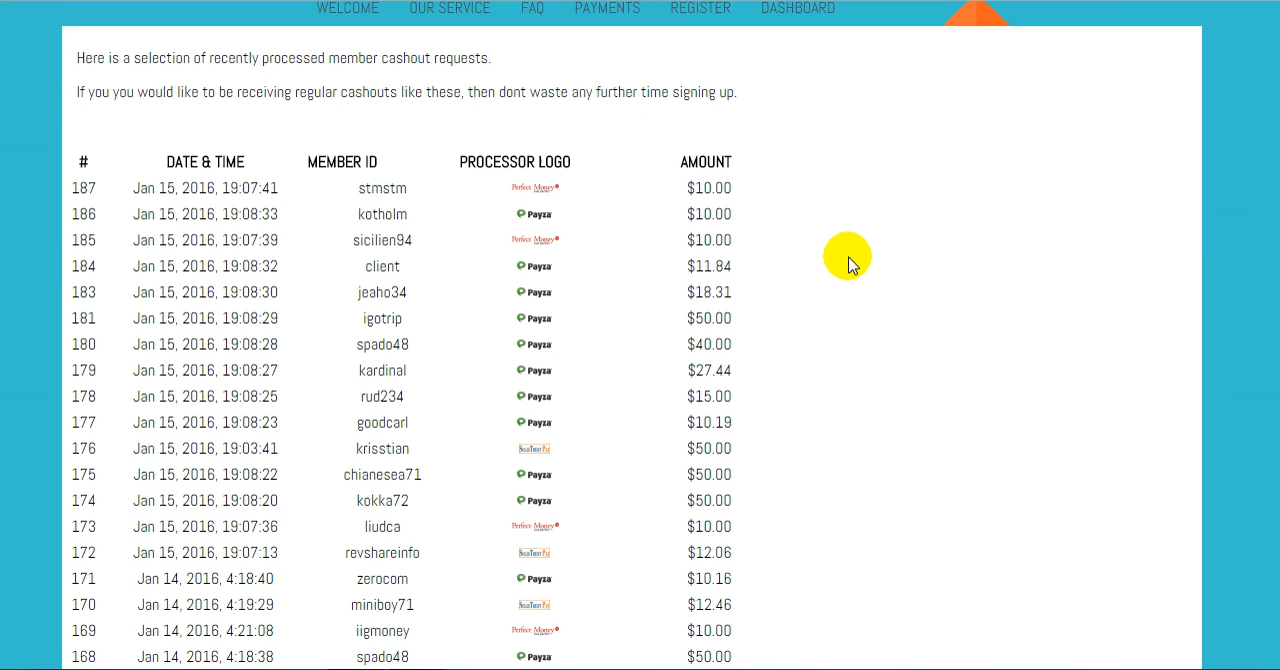 WELCOME OUR SERVICE FAQ PAYMENTS REGISTER DASHBOARD
Here is a selection of recently processed member cashout requests.
If you you would like to be receiving regular cashouts like these, then dont waste any further time signing up.
# DATE & TIME MEMBER ID PROCESSOR LOGO AMOUNT
187 Jan 15, 2016, 19:07:41 stmstm Perfect Money $10.00
186 Jan 15, 2016, 19:08:33 kotholm Payza $10.00
185 Jan 15, 2016, 19:07:39 sicilien94 Perfect Money $10.00
184 Jan 15, 2016, 19:08:32 client Payza $11.84
183 Jan 15, 2016, 19:08:30 jeaho34 Payza $18.31
181 Jan 15, 2016, 19:08:29 igotrip Payza $50.00
180 Jan 15, 2016, 19:08:28 spado48 Payza $40.00
179 Jan 15, 2016, 19:08:27 kardinal Payza $27.44
178 Jan 15, 2016, 19:08:25 rud234 Payza $15.00
177 Jan 15, 2016, 19:08:23 goodcarl Payza $10.19
176 Jan 15, 2016, 19:03:41 krisstian SolidTrust Pay $50.00
175 Jan 15, 2016, 19:08:22 chianesea71 Payza $50.00
174 Jan 15, 2016, 19:08:20 kokka72 Payza $50.00
173 Jan 15, 2016, 19:07:36 liudca Perfect Money $10.00
172 Jan 15, 2016, 19:07:13 revshareinfo SolidTrust Pay $12.06
171 Jan 14, 2016, 4:18:40 zerocom Payza $10.16
170 Jan 14, 2016, 4:19:29 miniboy71 SolidTrust Pay $12.46
169 Jan 14, 2016, 4:21:08 iigmoney Perfect Money $10.00
168 Jan 14, 2016, 4:18:38 spado48 Payza $50.00